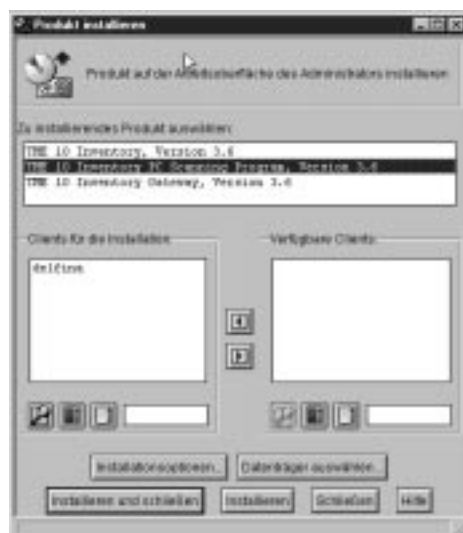 Produkt installieren
Produkt auf der Arbeitsoberfläche des Administrators installieren
Zu installierendes Produkt auswählen:
TME 10 Inventory, Version 3.6
TME 10 Inventory PC Scanning Program, Version 3.6
TME 10 Inventory Gateway, Version 3.6
Clients für die Installation:
Verfügbare Clients:
delfina
Installationsoptionen...
Datenträger auswählen...
Installieren und schließen
Installieren
Schließen
Hilfe